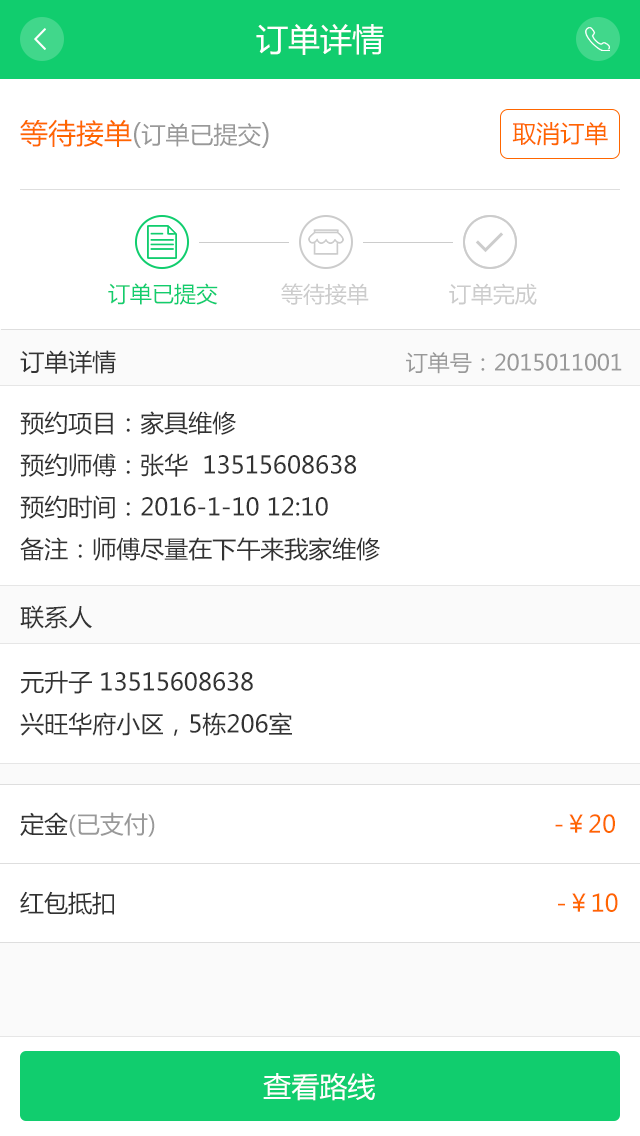 订单详情
等待接单(订单已提交)
取消订单
订单已提交
等待接单
订单完成
订单详情
订单号：2015011001
预约项目：家具维修
预约师傅：张华 13515608638
预约时间：2016-1-10 12:10
备注：师傅尽量在下午来我家维修
联系人
元升子 13515608638
兴旺华府小区，5栋206室
定金(已支付)
-￥20
红包抵扣
-￥10
查看路线